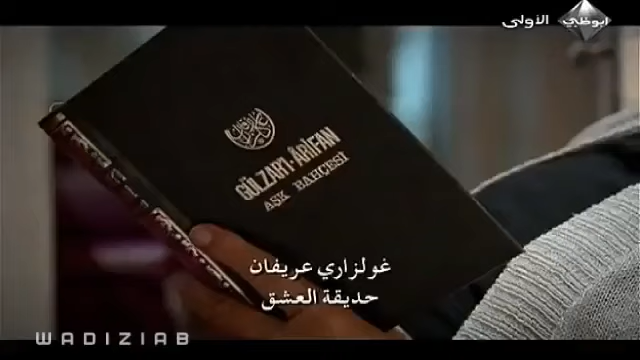 أبوظبي الأولى
GÜLZAR'I-ÂRİFAN
AŞK BAHÇESİ
غولزاري عريفان
حديقة العشق
WADIZIAB